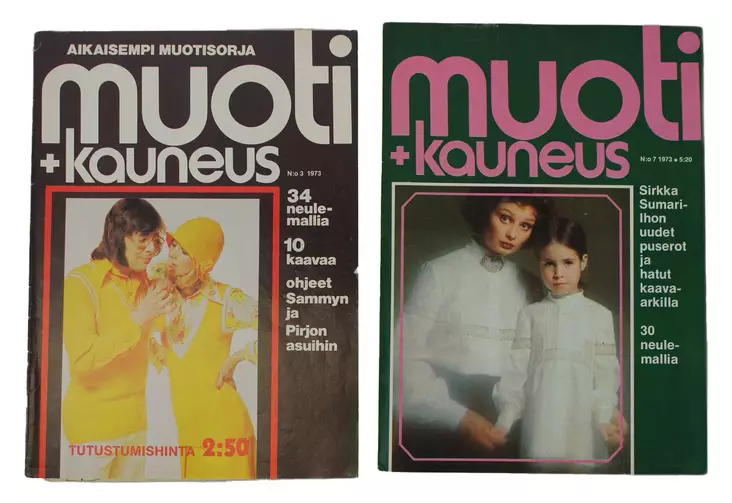 AIKAISEMPI MUOTISORJA
muoti
+kauneus
N:o 3 1973
34
neule-
mallia
10
kaavaa
ohjeet
Sammyn
ja
Pirjon
asuihin
TUTUSTUMISHINTA 2:50
muoti
+kauneus
N:o 7 1973 ■ 5:20
Sirkka
Sumari-
Ihon
uudet
puserot
ja
hatut
kaava-
arkilla
30
neule-
mallia